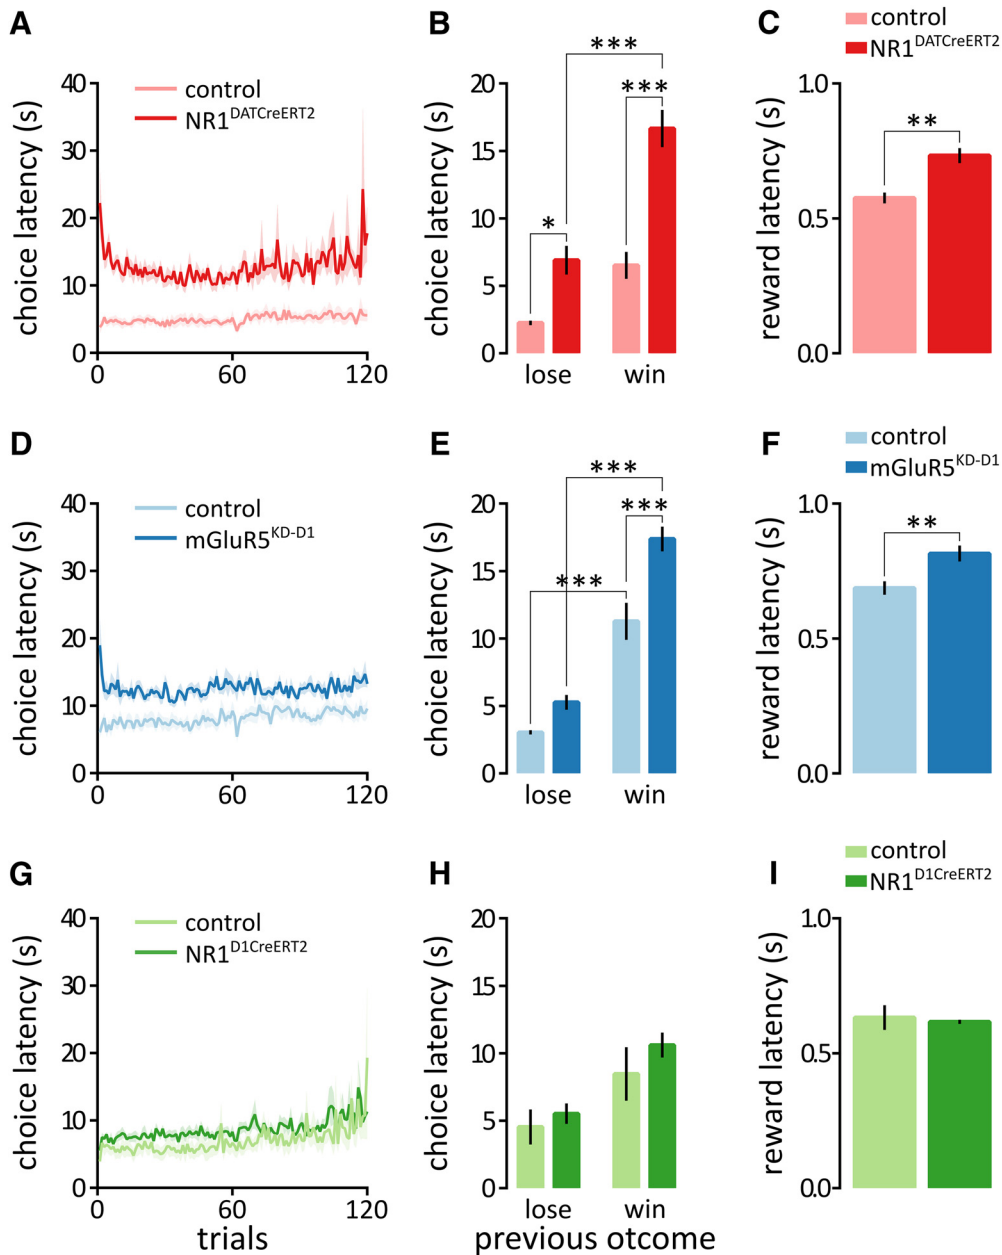 A
control
NR1DATCreERT2
choice latency (s)
40
30
20
10
0
0
60
120
B
***
***
*
choice latency (s)
20
15
10
5
0
lose
win
C
control
NR1DATCreERT2
**
reward latency (s)
1.0
0.5
0.0
D
control
mGluR5KD-D1
choice latency (s)
40
30
20
10
0
0
60
120
E
***
***
***
choice latency (s)
20
15
10
5
0
lose
win
F
control
mGluR5KD-D1
**
reward latency (s)
1.0
0.5
0.0
G
control
NR1D1CreERT2
choice latency (s)
40
30
20
10
0
0
60
120
trials
H
choice latency (s)
20
15
10
5
0
lose
win
previous otcome
I
control
NR1D1CreERT2
reward latency (s)
1.0
0.5
0.0